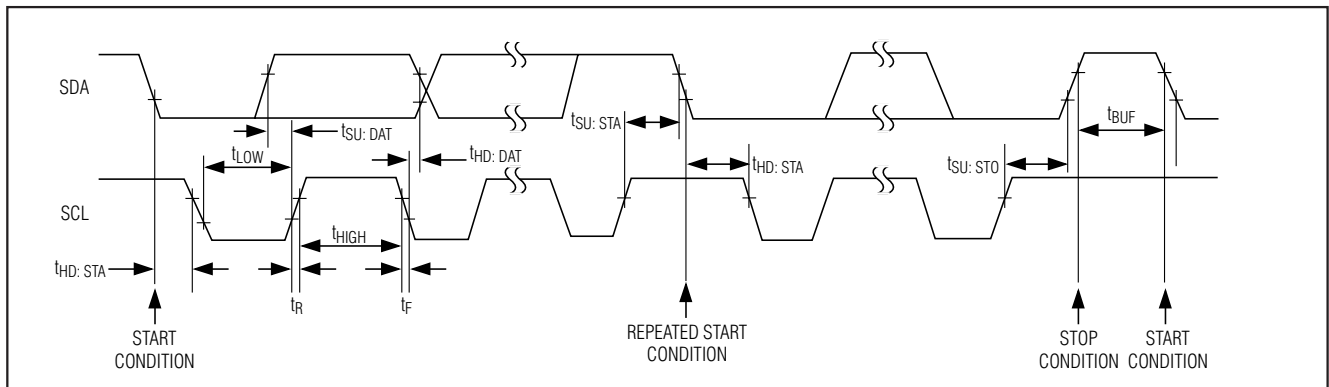 SDA
tSU: DAT
tSU: STA
tBUF
tLOW
tHD: DAT
tHD: STA
tSU: STO
SCL
tHIGH
tHD: STA
tR
tF
START
CONDITION
REPEATED START
CONDITION
STOP
CONDITION
START
CONDITION